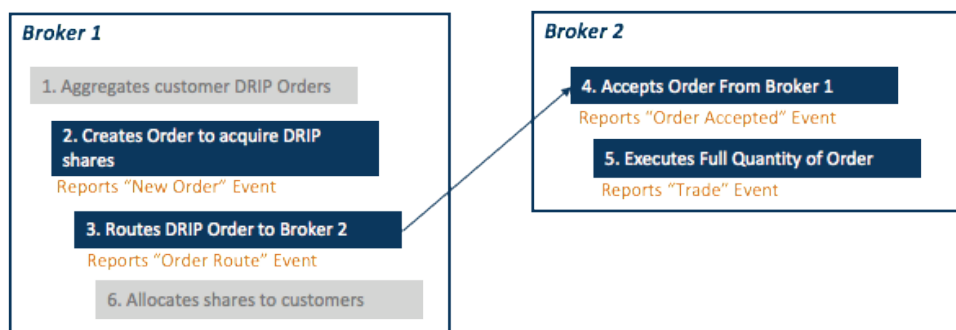 Broker 1
1. Aggregates customer DRIP Orders
2. Creates Order to acquire DRIP
shares
Reports "New Order" Event
3. Routes DRIP Order to Broker 2
Reports "Order Route" Event
6. Allocates shares to customers
Broker 2
4. Accepts Order From Broker 1
Reports "Order Accepted" Event
5. Executes Full Quantity of Order
Reports "Trade" Event